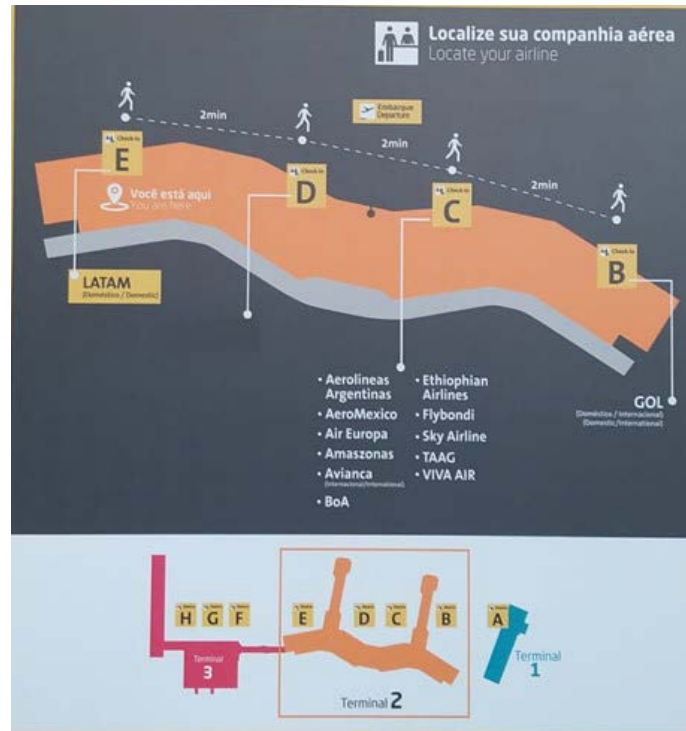 Localize sua companhia aérea
Locate your airline
2min
Embarque
Departure
2min
2min
Check-in
E
Check-in
D
Check-in
C
Check-in
B
Você está aqui
You are here
LATAM
(Doméstico / Domestic)
• Aerolineas
Argentinas
• AeroMexico
• Air Europa
• Amaszonas
• Avianca
(Internacional/International)
• BoA
• Ethiophian
Airlines
• Flybondi
• Sky Airline
• TAAG
• VIVA AIR
GOL
(Doméstico / Internacional)
(Domestic/International)
H
G
F
E
D
C
B
A
Terminal
3
Terminal 2
Terminal
1